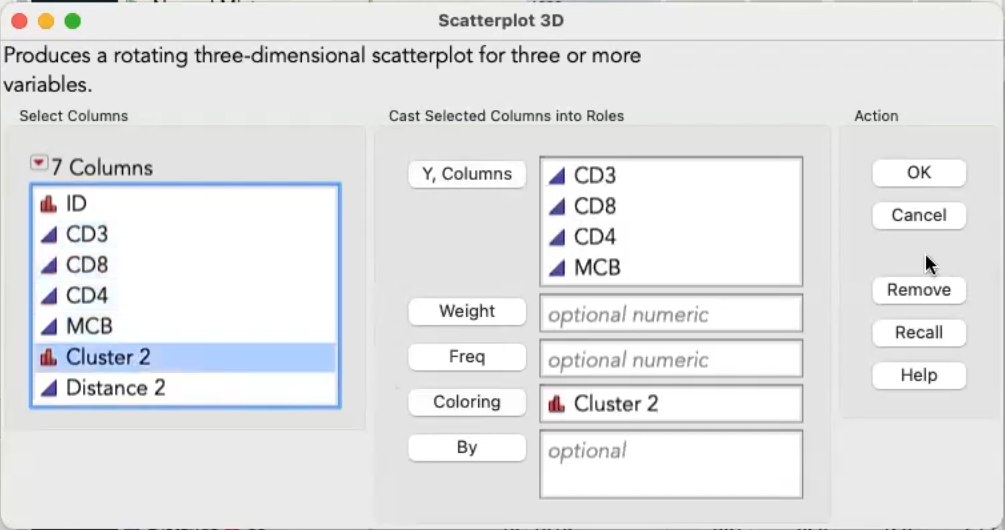 Scatterplot 3D
Produces a rotating three-dimensional scatterplot for three or more
variables.
Select Columns
7 Columns
ID
CD3
CD8
CD4
MCB
Cluster 2
Distance 2
Cast Selected Columns into Roles
Y, Columns
CD3
CD8
CD4
MCB
Weight
optional numeric
Freq
optional numeric
Coloring
Cluster 2
By
optional
Action
OK
Cancel
Remove
Recall
Help